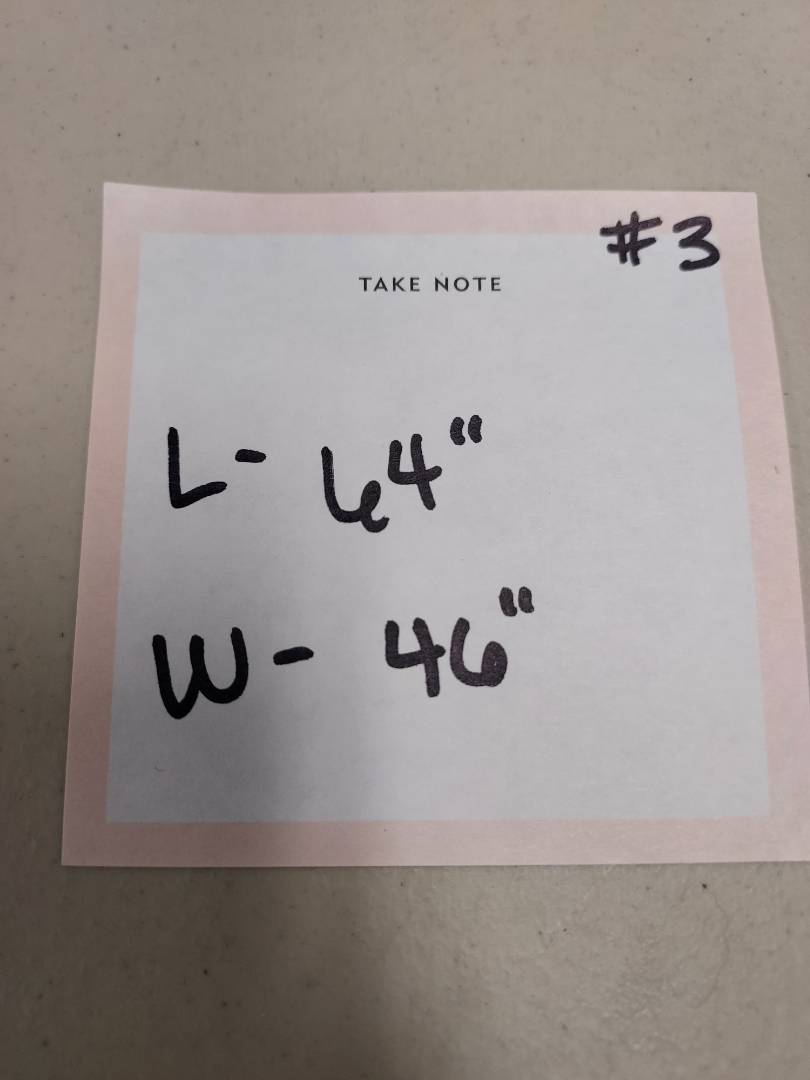 #3
TAKE NOTE
L- 64"
W- 46"